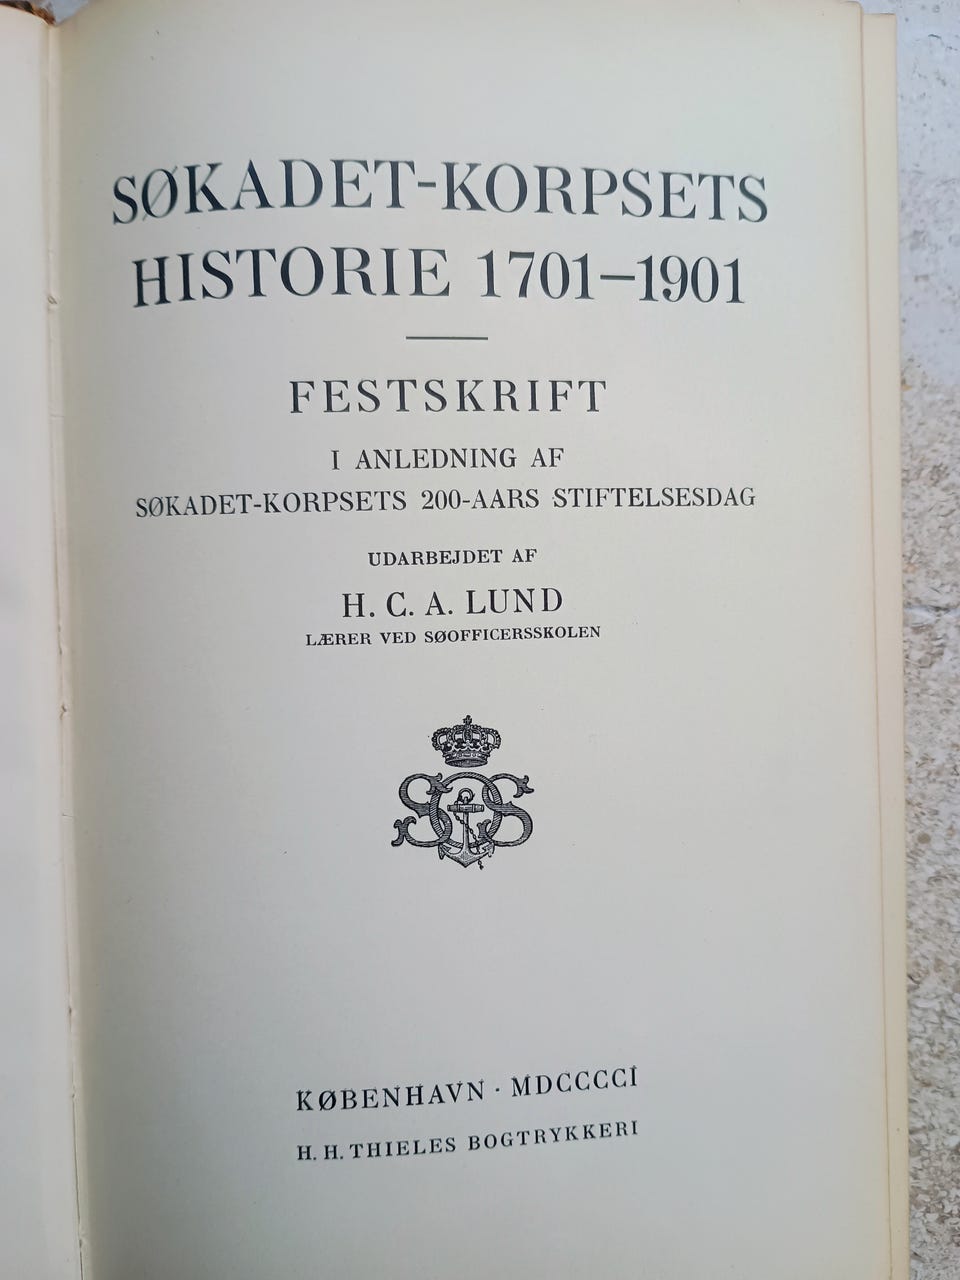 SØKADET-KORPSETS
HISTORIE 1701–1901
FESTSKRIFT
I ANLEDNING AF
SØKADET-KORPSETS 200-AARS STIFTELSESDAG
UDARBEJDET AF
H. C. A. LUND
LÆRER VED SØOFFICERSSKOLEN
SOS
KØBENHAVN · MDCCCCI
H. H. THIELES BOGTRYKKERI